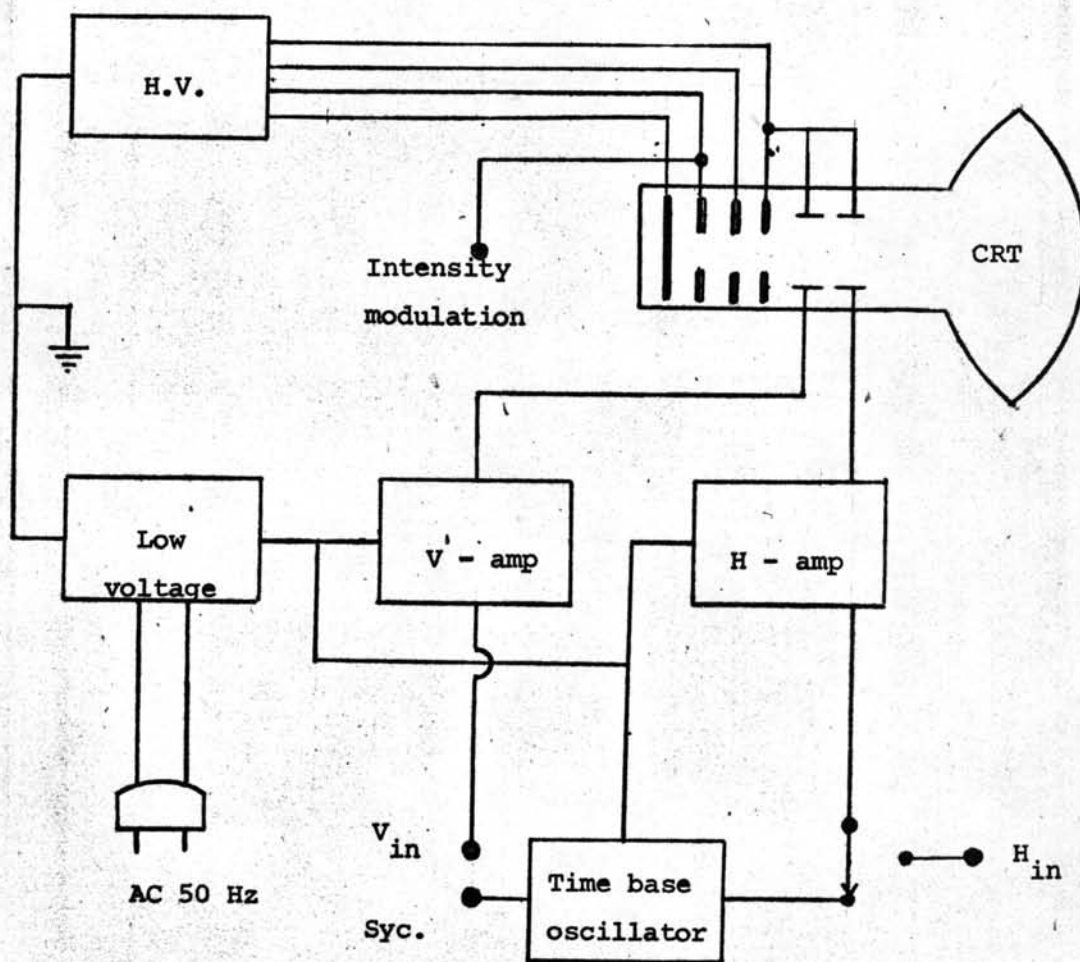 H.V.
CRT
Intensity
modulation
Low
voltage
V - amp
H - amp
V
in
H
in
Time base
oscillator
AC 50 Hz
Syc.